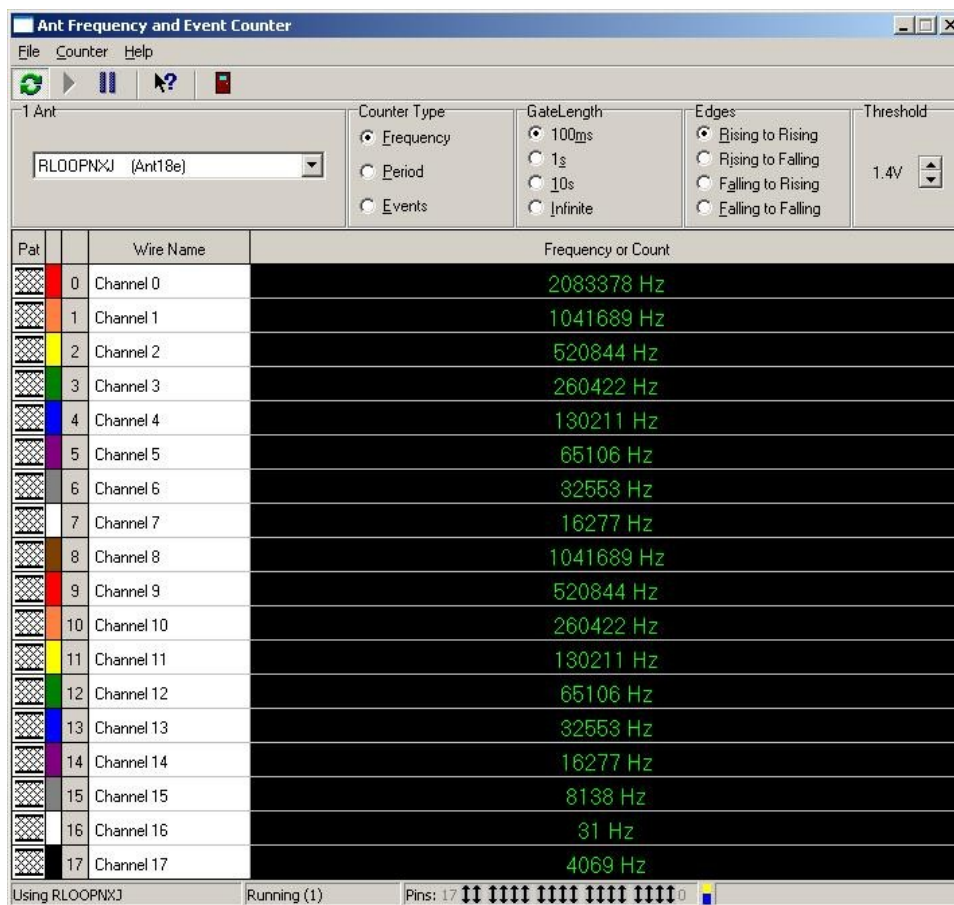 Ant Frequency and Event Counter
File Counter Help
1 Ant
RLOOPNXJ (Ant18e)
Counter Type
Frequency
Period
Events
GateLength
100ms
1s
10s
Infinite
Edges
Rising to Rising
Rising to Falling
Falling to Rising
Falling to Falling
Threshold
1.4V
Pat Wire Name Frequency or Count
0 Channel 0 2083378 Hz
1 Channel 1 1041689 Hz
2 Channel 2 520844 Hz
3 Channel 3 260422 Hz
4 Channel 4 130211 Hz
5 Channel 5 65106 Hz
6 Channel 6 32553 Hz
7 Channel 7 16277 Hz
8 Channel 8 1041689 Hz
9 Channel 9 520844 Hz
10 Channel 10 260422 Hz
11 Channel 11 130211 Hz
12 Channel 12 65106 Hz
13 Channel 13 32553 Hz
14 Channel 14 16277 Hz
15 Channel 15 8138 Hz
16 Channel 16 31 Hz
17 Channel 17 4069 Hz
Using RLOOPNXJ Running (1) Pins: 17 0